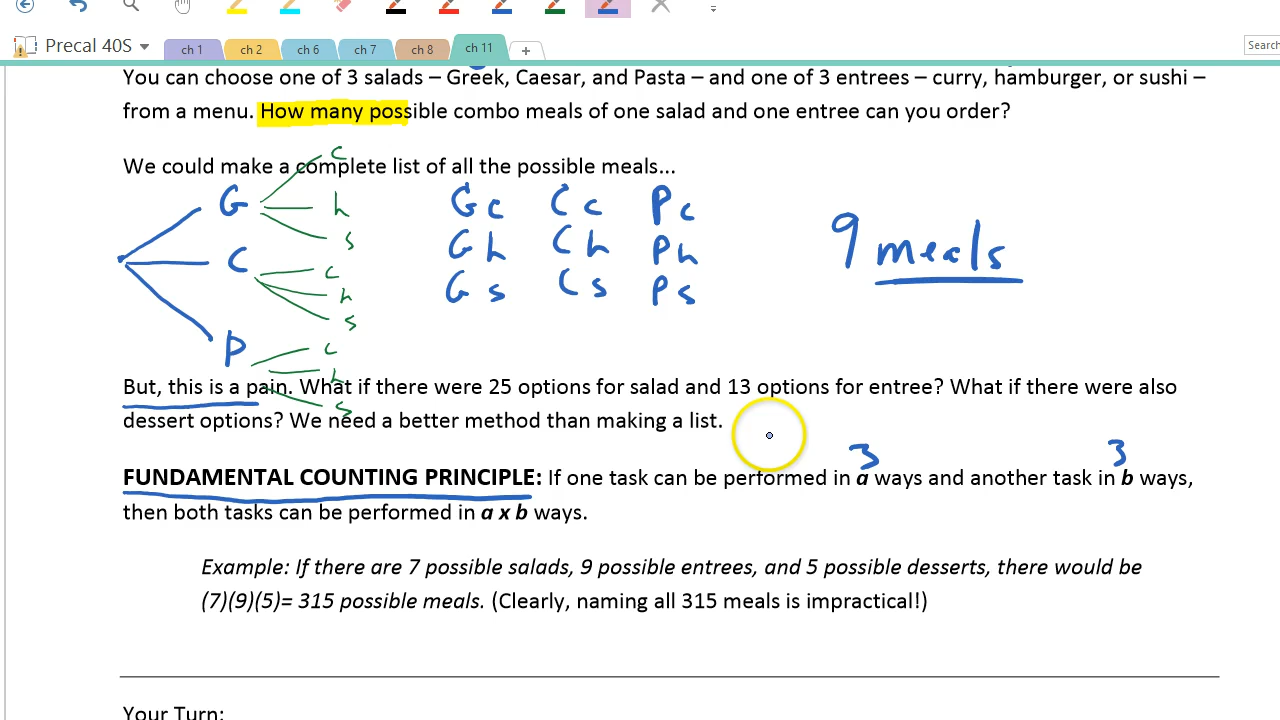 Precal 40S ch 1 ch 2 ch 6 ch 7 ch 8 ch 11 Search
You can choose one of 3 salads – Greek, Caesar, and Pasta – and one of 3 entrees – curry, hamburger, or sushi –
from a menu. How many possible combo meals of one salad and one entree can you order?
We could make a complete list of all the possible meals...
c
G h Gc Cc Pc
s Gh Ch Ph 9 meals
C c Gs Cs Ps
h
s
P c
h
s
But, this is a pain. What if there were 25 options for salad and 13 options for entree? What if there were also
dessert options? We need a better method than making a list.
3 3
FUNDAMENTAL COUNTING PRINCIPLE: If one task can be performed in a ways and another task in b ways,
then both tasks can be performed in a x b ways.
Example: If there are 7 possible salads, 9 possible entrees, and 5 possible desserts, there would be
(7)(9)(5)= 315 possible meals. (Clearly, naming all 315 meals is impractical!)
Your Turn: